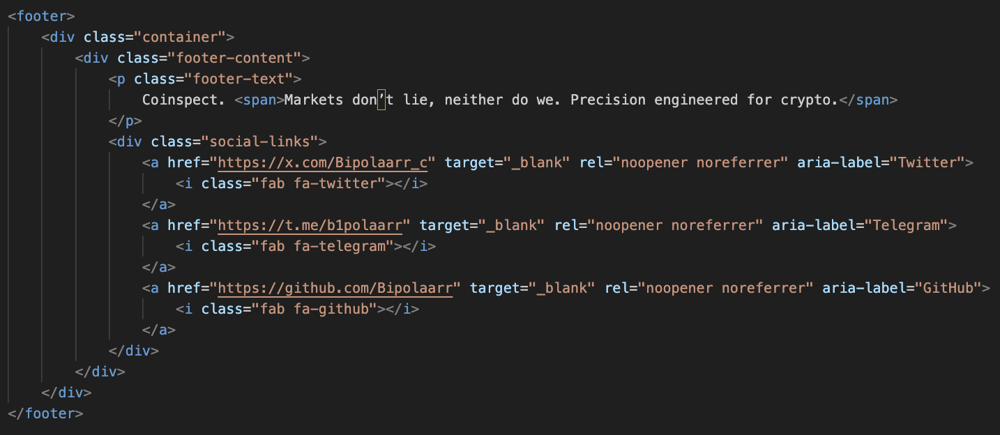 <footer>
<div class="container">
<div class="footer-content">
<p class="footer-text">
Coinspect. <span>Markets don’t lie, neither do we. Precision engineered for crypto.</span>
</p>
<div class="social-links">
<a href="https://x.com/Bipolaarr_c" target="_blank" rel="noopener noreferrer" aria-label="Twitter">
<i class="fab fa-twitter"></i>
</a>
<a href="https://t.me/b1polaarr" target="_blank" rel="noopener noreferrer" aria-label="Telegram">
<i class="fab fa-telegram"></i>
</a>
<a href="https://github.com/Bipolaarr" target="_blank" rel="noopener noreferrer" aria-label="GitHub">
<i class="fab fa-github"></i>
</a>
</div>
</div>
</div>
</footer>